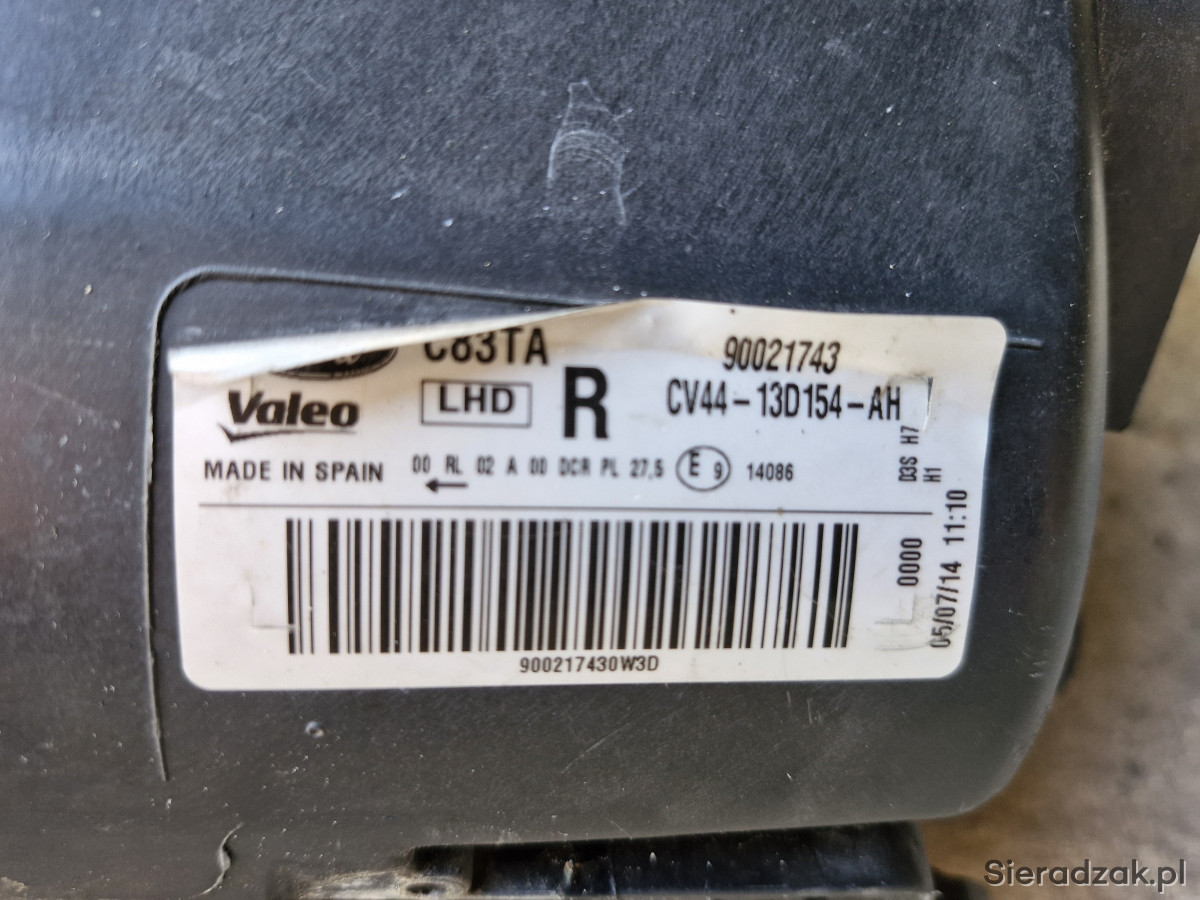 C83TA 90021743
Valeo LHD R CV44-13D154-AH
MADE IN SPAIN 00 RL 02 A 00 DCR PL 27,5 E 9 14086
D3S H7
H1
0000
05/07/14 11:10
900217430W3D
Sieradzak.pl